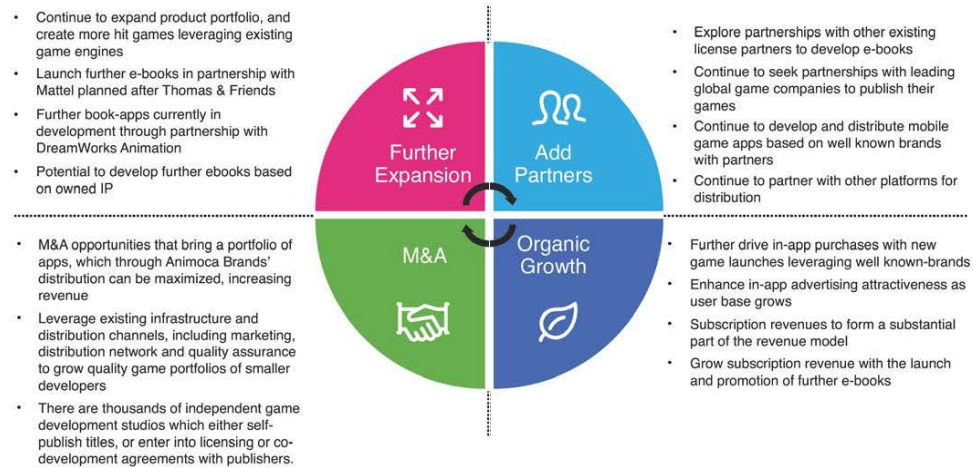 • Continue to expand product portfolio, and
create more hit games leveraging existing
game engines
• Launch further e-books in partnership with
Mattel planned after Thomas & Friends
• Further book-apps currently in
development through partnership with
DreamWorks Animation
• Potential to develop further ebooks based
on owned IP
Further
Expansion
Add
Partners
• Explore partnerships with other existing
license partners to develop e-books
• Continue to seek partnerships with leading
global game companies to publish their
games
• Continue to develop and distribute mobile
game apps based on well known brands
with partners
• Continue to partner with other platforms for
distribution
• M&A opportunities that bring a portfolio of
apps, which through Animoca Brands'
distribution can be maximized, increasing
revenue
• Leverage existing infrastructure and
distribution channels, including marketing,
distribution network and quality assurance
to grow quality game portfolios of smaller
developers
• There are thousands of independent game
development studios which either self-
publish titles, or enter into licensing or co-
development agreements with publishers.
M&A
Organic
Growth
• Further drive in-app purchases with new
game launches leveraging well known-brands
• Enhance in-app advertising attractiveness as
user base grows
• Subscription revenues to form a substantial
part of the revenue model
• Grow subscription revenue with the launch
and promotion of further e-books